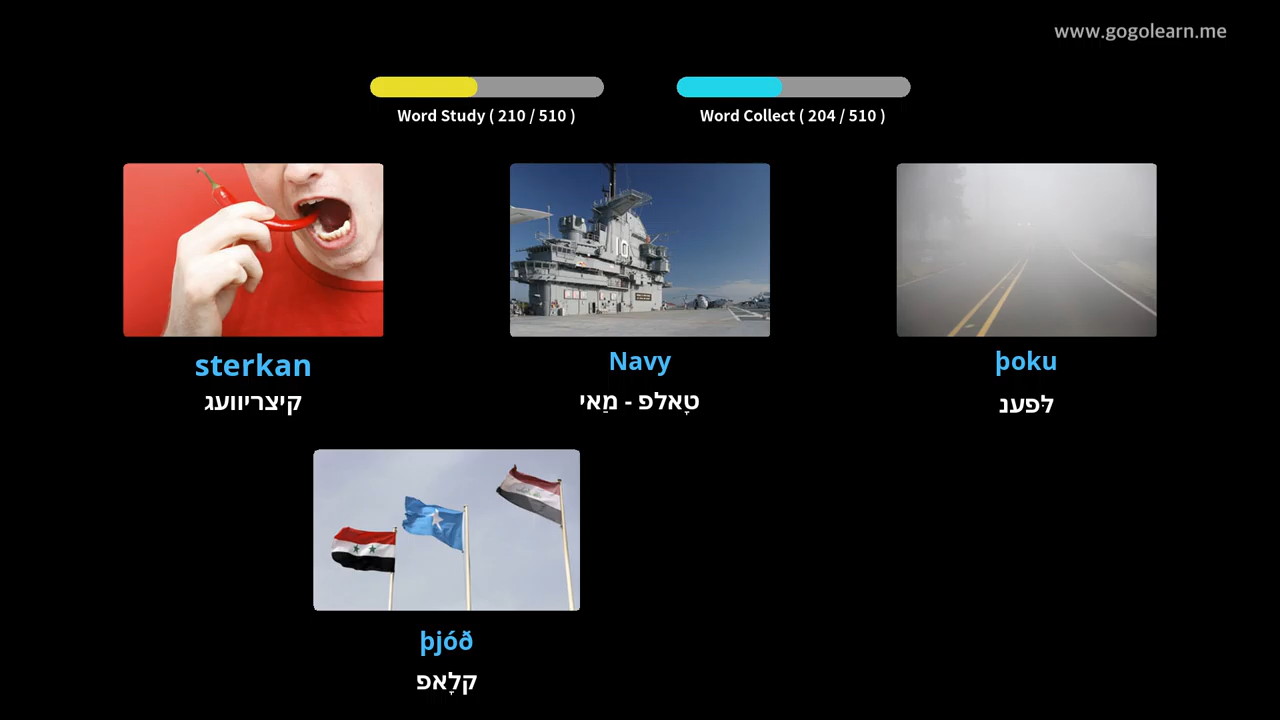 www.gogolearn.me
Word Study ( 210 / 510 )
Word Collect ( 204 / 510 )
sterkan
קיצריוועג
Navy
טָאלפ - מַאי
þoku
לּפענ
þjóð
קלָאפ